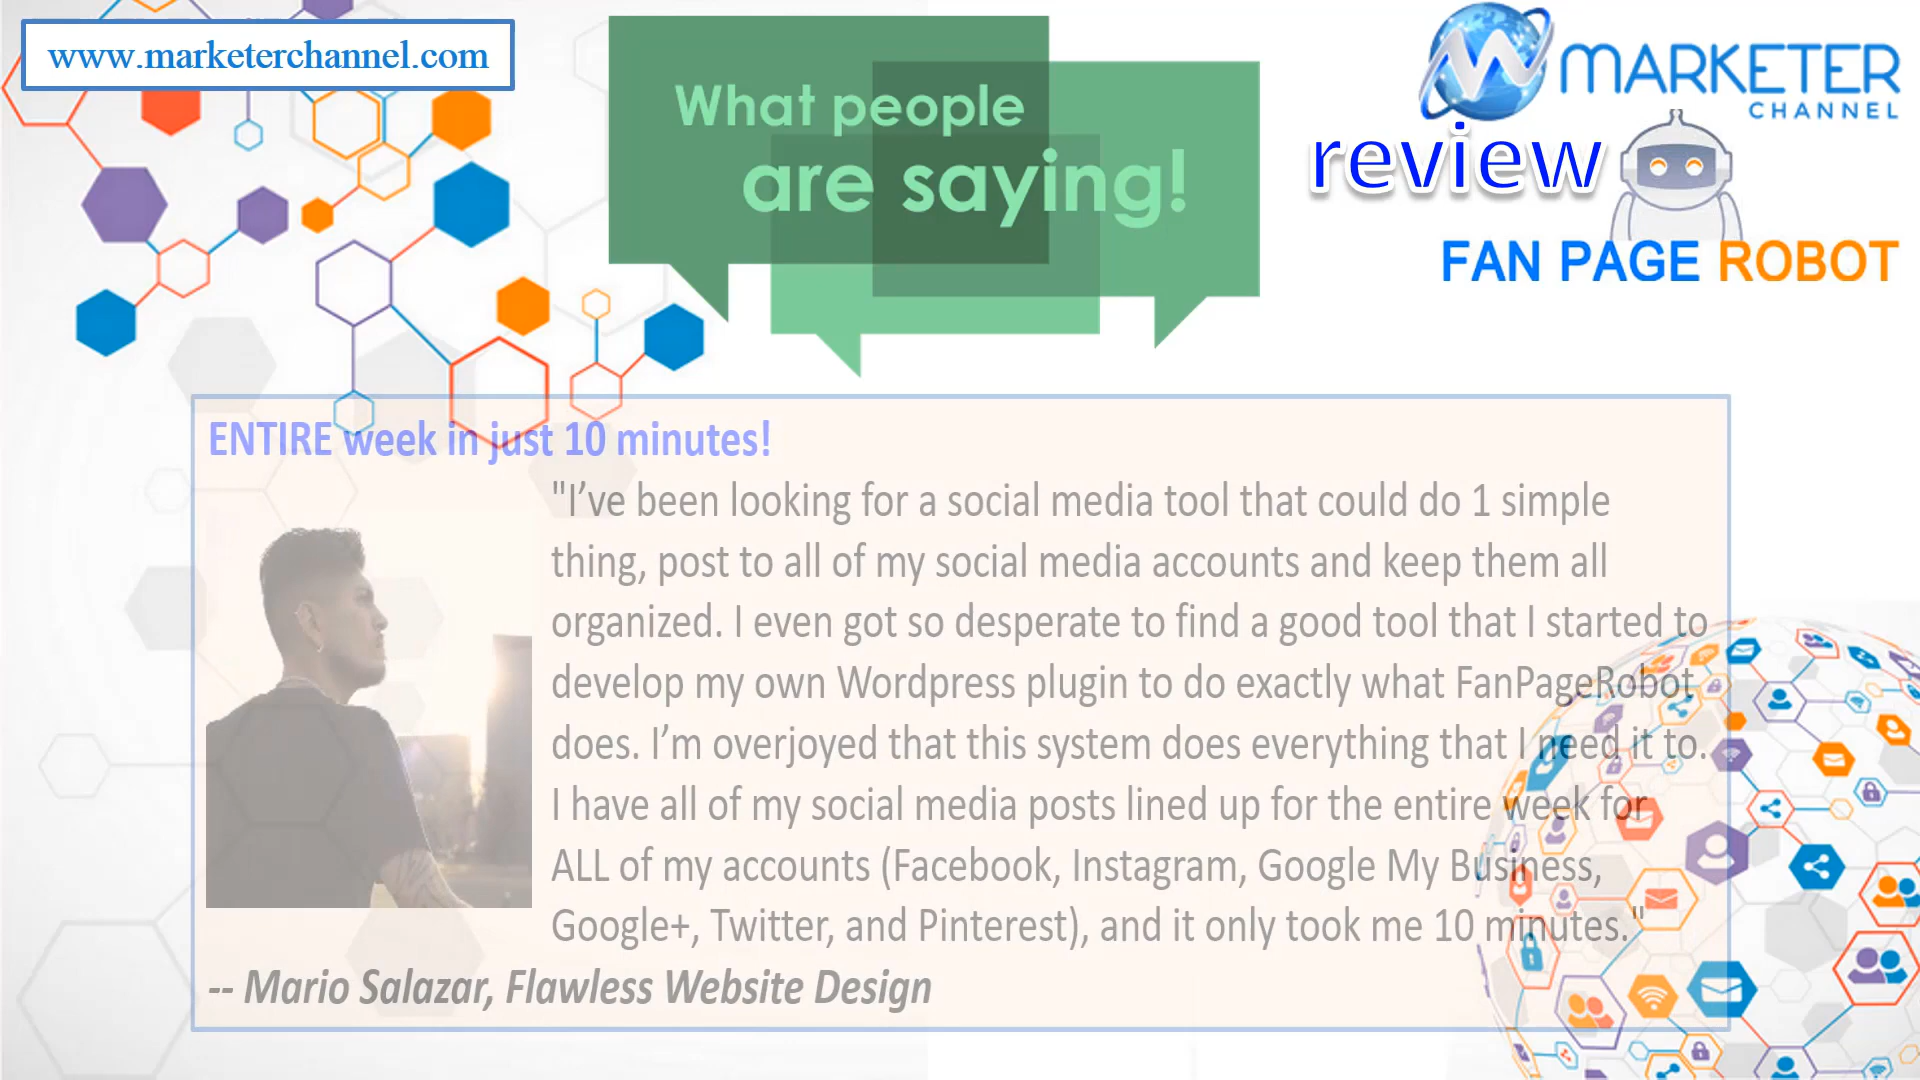 www.marketerchannel.com
What people
are saying!
MARKETER
CHANNEL
review
FAN PAGE ROBOT
ENTIRE week in just 10 minutes!
"I’ve been looking for a social media tool that could do 1 simple
thing, post to all of my social media accounts and keep them all
organized. I even got so desperate to find a good tool that I started to
develop my own Wordpress plugin to do exactly what FanPageRobot
does. I’m overjoyed that this system does everything that I need it to.
I have all of my social media posts lined up for the entire week for
ALL of my accounts (Facebook, Instagram, Google My Business,
Google+, Twitter, and Pinterest), and it only took me 10 minutes."
-- Mario Salazar, Flawless Website Design